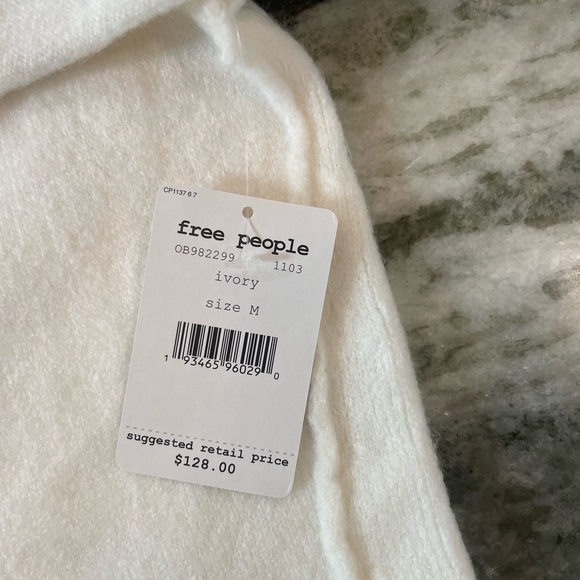 CP1137 6 7
free people
OB982299 1103
ivory
size M
1 93465 96029 0
suggested retail price
$128.00